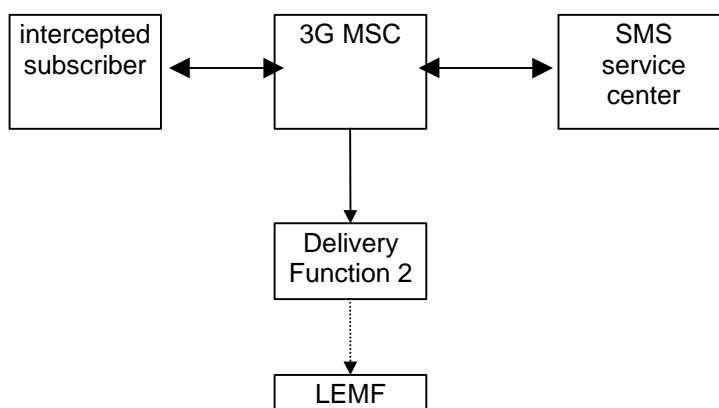 intercepted
subscriber
3G MSC
SMS
service
center
Delivery
Function 2
LEMF